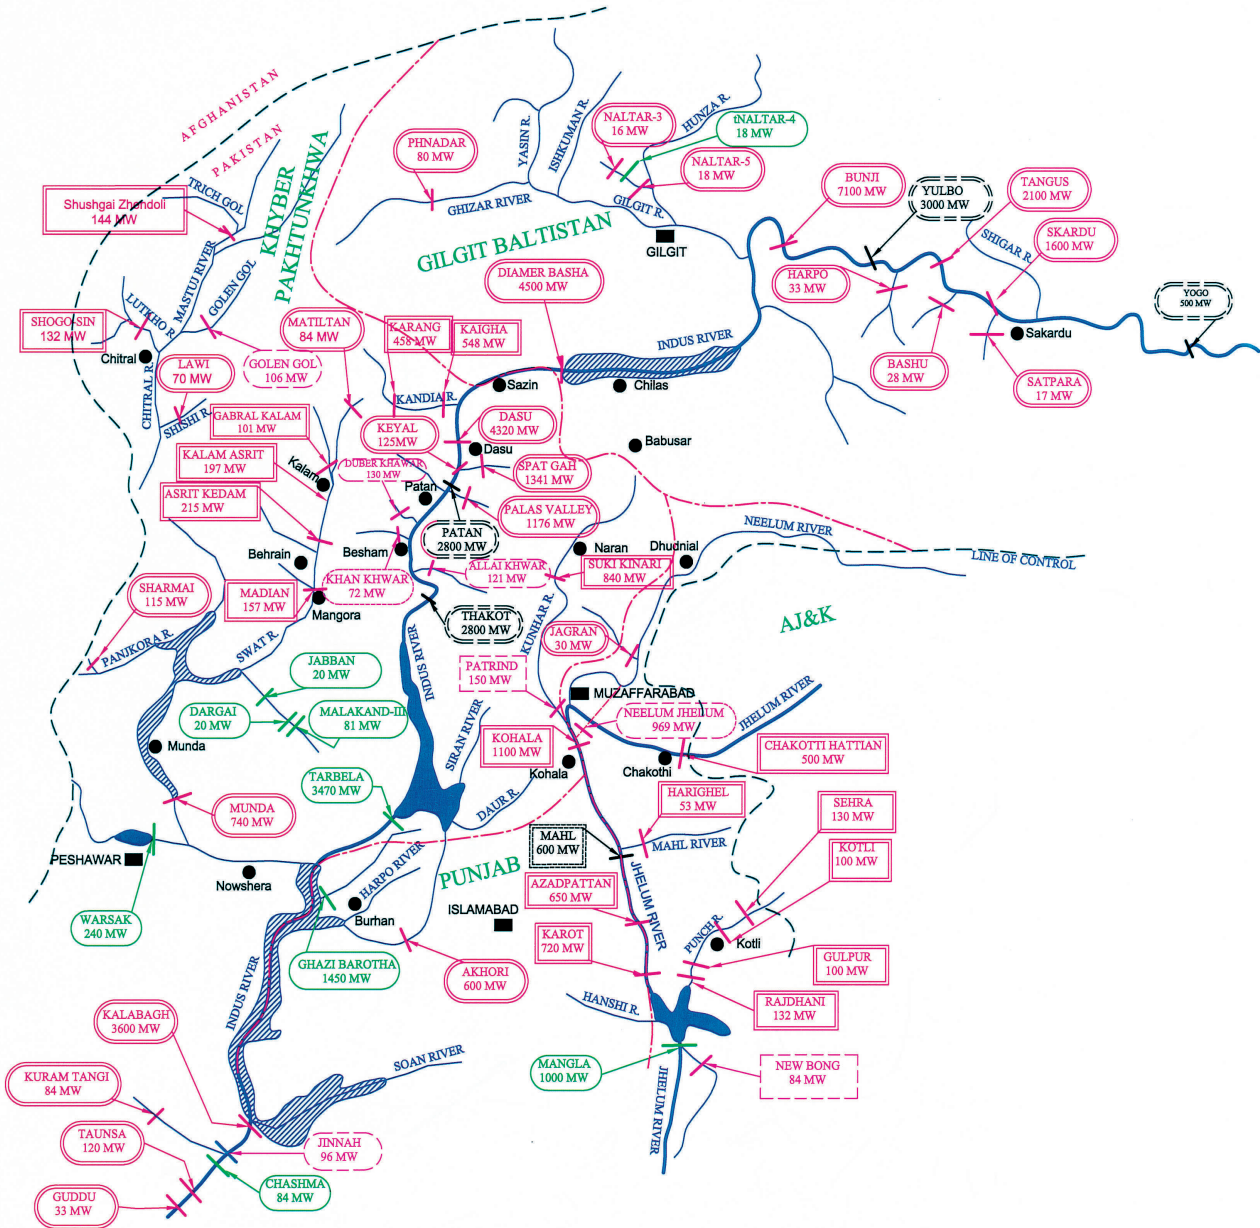 AFGHANISTAN
PAKISTAN
KHYBER
PAKHTUNKHWA
TRICH GOL
Shushgai Zhendoli
144 MW
MASTUJ RIVER
GOLEN GOL
LUTKHO R.
SHOGO SIN
132 MW
Chitral
CHITRAL R.
LAWI
70 MW
SHISHI R.
GOLEN GOL
106 MW
PHNADAR
80 MW
GHIZAR RIVER
YASIN R.
ISHKUMAN R.
NALTAR-3
16 MW
HUNZA R.
tNALTAR-4
18 MW
NALTAR-5
18 MW
GILGIT R.
GILGIT
GILGIT BALTISTAN
BUNJI
7100 MW
YULBO
3000 MW
TANGUS
2100 MW
SHIGAR R.
SKARDU
1600 MW
HARPO
33 MW
YOGO
500 MW
Sakardu
BASHU
28 MW
SATPARA
17 MW
DIAMER BASHA
4500 MW
INDUS RIVER
Sazin
Chilas
Babusar
MATILTAN
84 MW
KARANG
458 MW
KAIGHA
548 MW
KANDIA R.
KEYAL
125MW
DASU
4320 MW
Dasu
SPAT GAH
1341 MW
GABRAL KALAM
101 MW
KALAM ASRIT
197 MW
Kalam
DUBER KHAWAR
130 MW
ASRIT KEDAM
215 MW
Patan
PALAS VALLEY
1176 MW
PATAN
2800 MW
Behrain
Besham
Naran
Dhudnial
NEELUM RIVER
LINE OF CONTROL
KHAN KHWAR
72 MW
ALLAI KHWAR
121 MW
SUKI KINARI
840 MW
SHARMAI
115 MW
MADIAN
157 MW
Mangora
THAKOT
2800 MW
KUNHAR R.
JAGRAN
30 MW
AJ&K
PANJKORA R.
SWAT R.
INDUS RIVER
JABBAN
20 MW
PATRIND
150 MW
MUZAFFARABAD
DARGAI
20 MW
MALAKAND-III
81 MW
SIRAN RIVER
NEELUM JHELUM
969 MW
JHELUM RIVER
Munda
KOHALA
1100 MW
Kohala
Chakothi
CHAKOTTI HATTIAN
500 MW
TARBELA
3470 MW
DAUR R.
HARIGHEL
53 MW
SEHRA
130 MW
MUNDA
740 MW
MAHL
600 MW
MAHL RIVER
KOTLI
100 MW
PESHAWAR
Nowshera
HARPO RIVER
PUNJAB
AZADPATTAN
650 MW
JHELUM RIVER
Burhan
ISLAMABAD
PUNCH R.
Kotli
WARSAK
240 MW
KAROT
720 MW
GULPUR
100 MW
GHAZI BAROTHA
1450 MW
AKHORI
600 MW
HANSHI R.
RAJDHANI
132 MW
INDUS RIVER
KALABAGH
3600 MW
SOAN RIVER
MANGLA
1000 MW
NEW BONG
84 MW
KURAM TANGI
84 MW
JHELUM RIVER
TAUNSA
120 MW
JINNAH
96 MW
GUDDU
33 MW
CHASHMA
84 MW